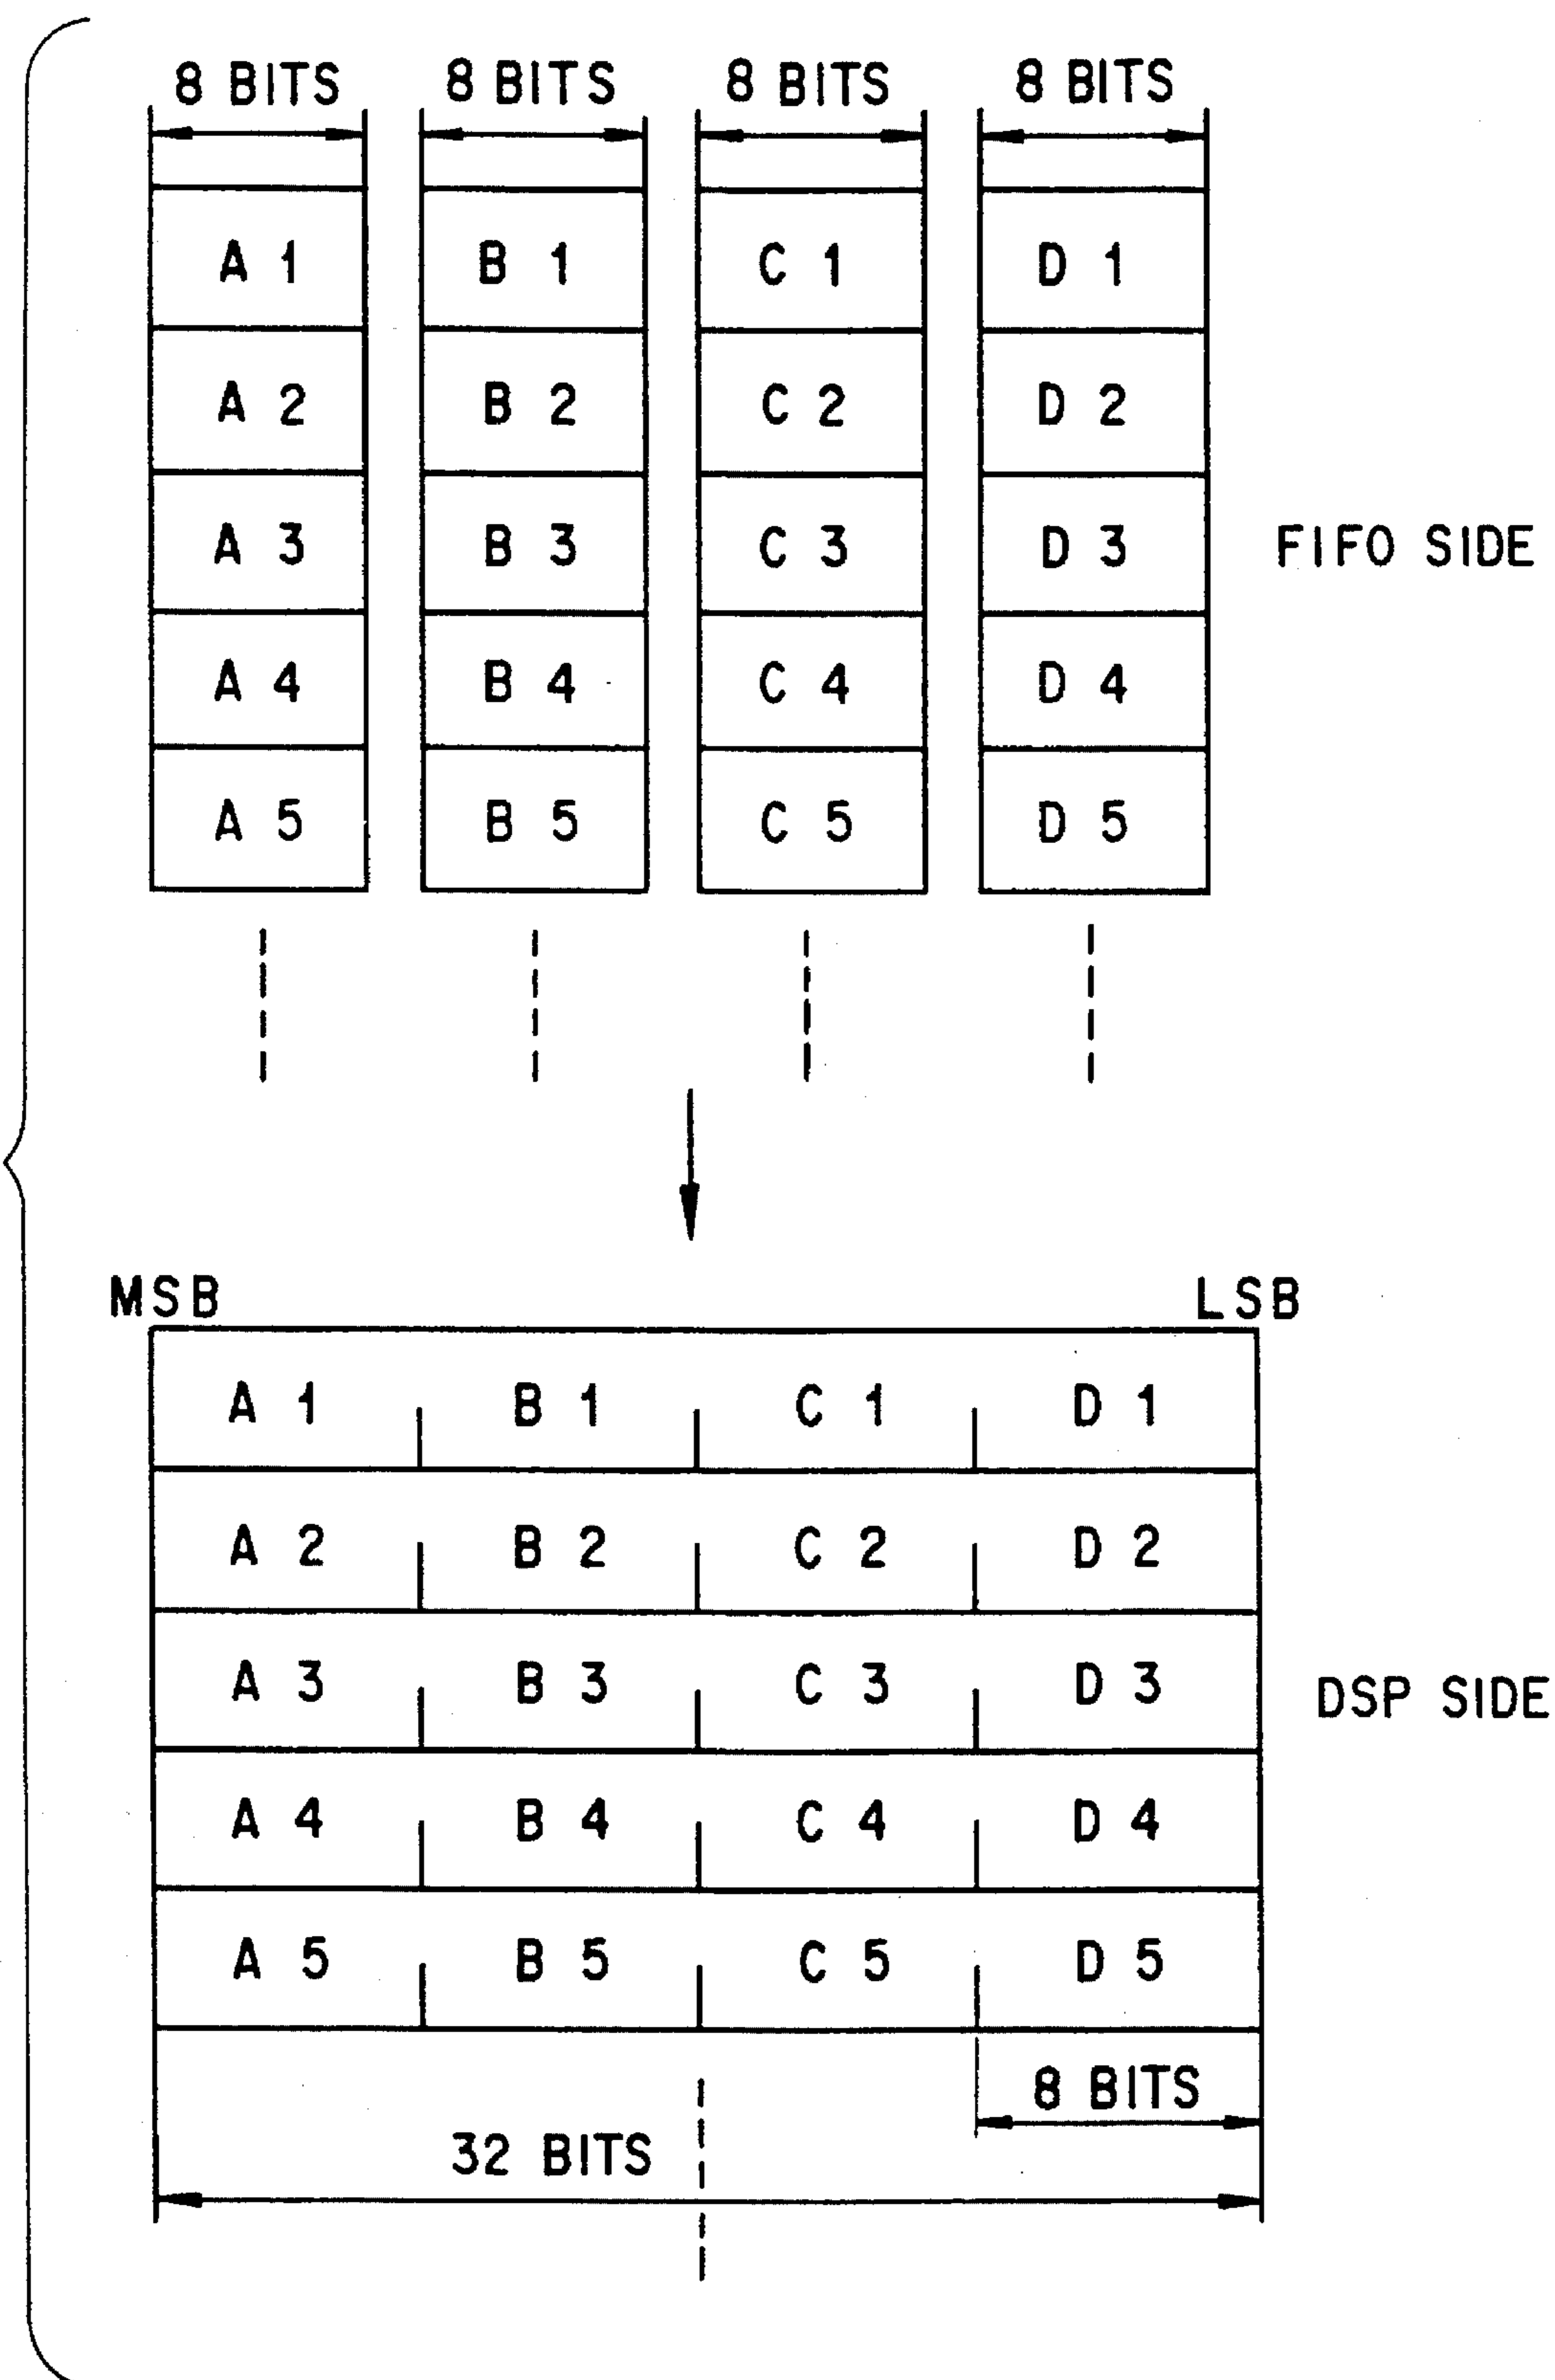 8 BITS 8 BITS 8 BITS 8 BITS
A 1 B 1 C 1 D 1
A 2 B 2 C 2 D 2
A 3 B 3 C 3 D 3 FIFO SIDE
A 4 B 4 C 4 D 4
A 5 B 5 C 5 D 5
MSB LSB
A 1 B 1 C 1 D 1
A 2 B 2 C 2 D 2
A 3 B 3 C 3 D 3 DSP SIDE
A 4 B 4 C 4 D 4
A 5 B 5 C 5 D 5
8 BITS
32 BITS